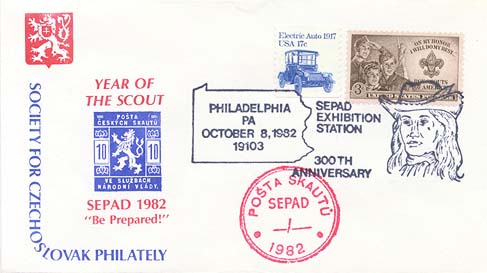 YEAR OF
THE SCOUT
POŠTA
ČESKÝCH SKAUTŮ
10 10
VE SLUŽBÁCH
NÁRODNÍ VLÁDY.
SEPAD 1982
"Be Prepared!"
SOCIETY FOR CZECHOSLOVAK PHILATELY
Electric Auto 1917
USA 17c
ON MY HONOR
I WILL DO MY BEST
BOY SCOUTS
OF AMERICA
3¢
UNITED STATES
PHILADELPHIA
PA
OCTOBER 8, 1982
19103
SEPAD
EXHIBITION
STATION
300TH
ANNIVERSARY
POŠTA SKAUTŮ
SEPAD
-/-
1982